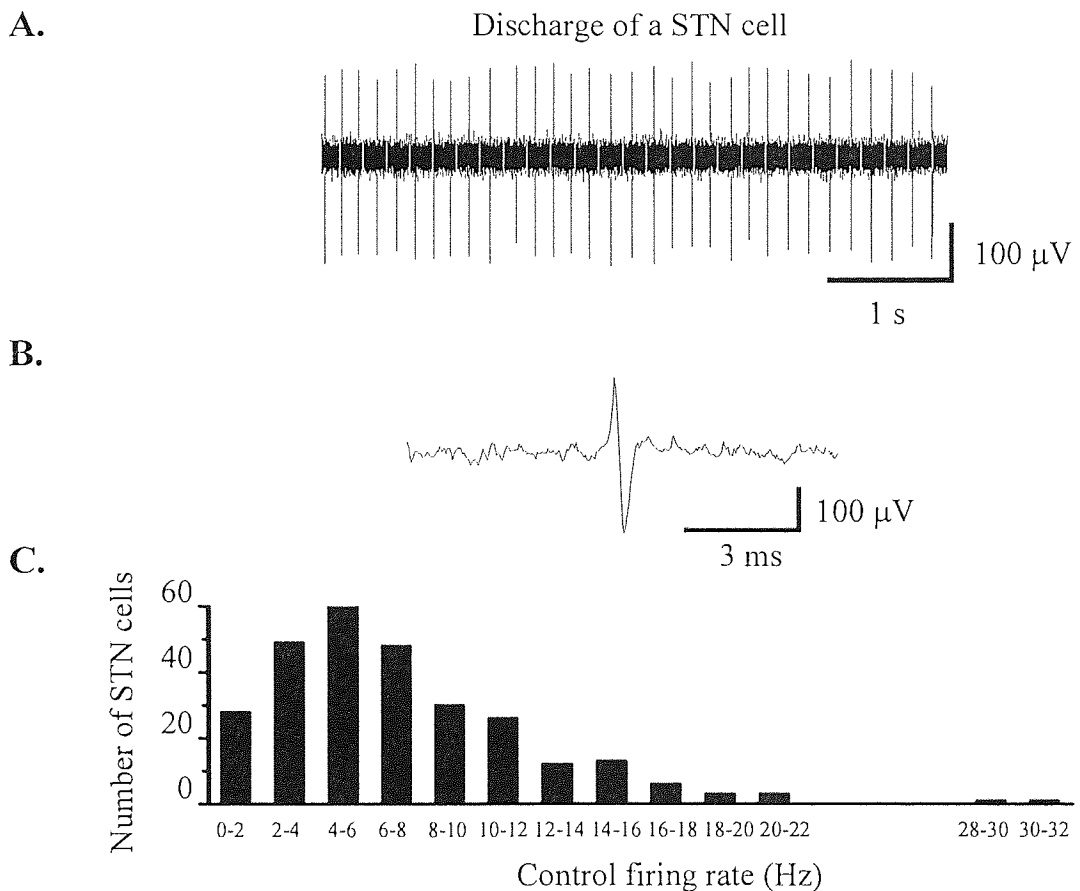 A.
Discharge of a STN cell
100 μV
1 s
B.
100 μV
3 ms
C.
Number of STN cells
60
40
20
0
0-2 2-4 4-6 6-8 8-10 10-12 12-14 14-16 16-18 18-20 20-22 28-30 30-32
Control firing rate (Hz)